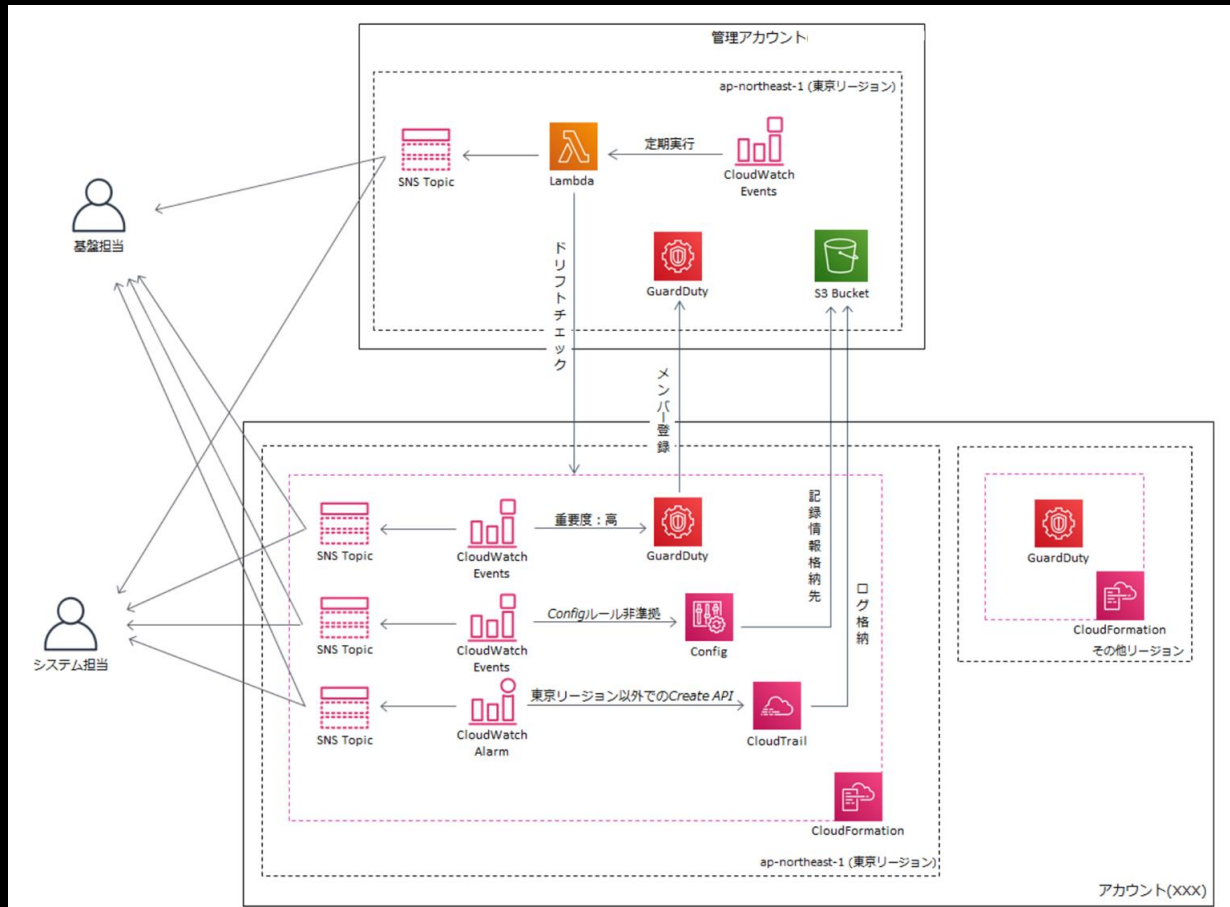 管理アカウント(
ap-northeast-1 (東京リージョン)
SNS Topic
Lambda
定期実行
CloudWatch
Events
基盤担当
ドリフトチェック
GuardDuty
S3 Bucket
メンバー登録
SNS Topic
CloudWatch
Events
重要度：高
GuardDuty
記録情報格納先
ログ格納
GuardDuty
CloudFormation
その他リージョン
SNS Topic
CloudWatch
Events
Configルール非準拠
Config
システム担当
SNS Topic
CloudWatch
Alarm
東京リージョン以外でのCreate API
CloudTrail
CloudFormation
ap-northeast-1 (東京リージョン)
アカウント(XXX)